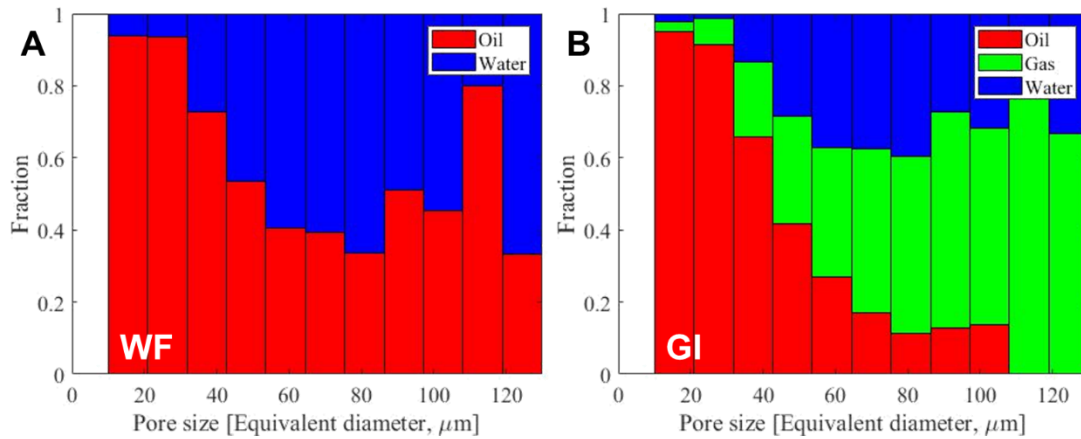 A
Fraction
1
0.8
0.6
0.4
0.2
0
Oil
Water
WF
0 20 40 60 80 100 120
Pore size [Equivalent diameter, μm]
B
Fraction
1
0.8
0.6
0.4
0.2
0
Oil
Gas
Water
GI
0 20 40 60 80 100 120
Pore size [Equivalent diameter, μm]